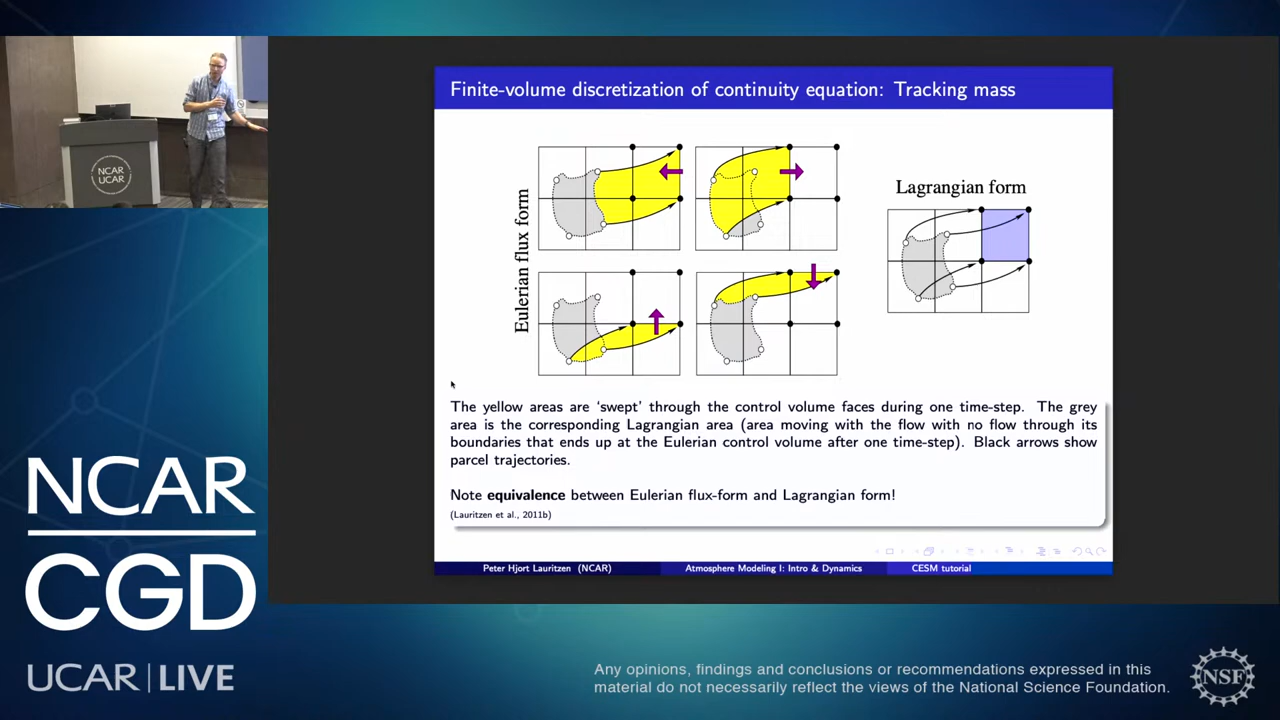 NCAR
UCAR
Finite-volume discretization of continuity equation: Tracking mass
Eulerian flux form
Lagrangian form
The yellow areas are ‘swept’ through the control volume faces during one time-step. The grey
area is the corresponding Lagrangian area (area moving with the flow with no flow through its
boundaries that ends up at the Eulerian control volume after one time-step). Black arrows show
parcel trajectories.
Note equivalence between Eulerian flux-form and Lagrangian form!
(Lauritzen et al., 2011b)
Peter Hjort Lauritzen (NCAR)
Atmosphere Modeling I: Intro & Dynamics
CESM tutorial
NCAR
CGD
UCAR | LIVE
Any opinions, findings and conclusions or recommendations expressed in this
material do not necessarily reflect the views of the National Science Foundation.
NSF